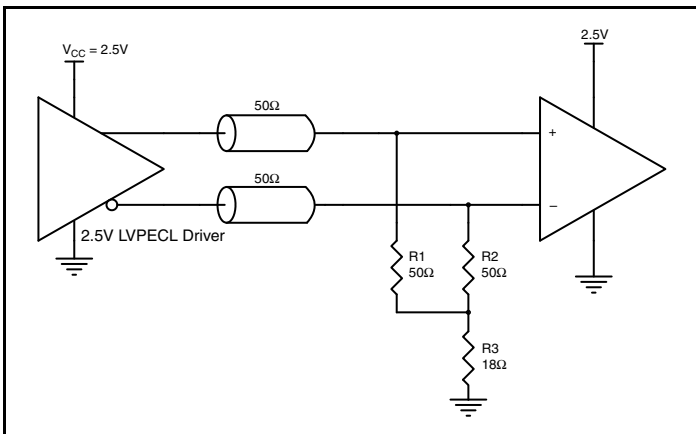 V_CC = 2.5V
2.5V
50Ω
50Ω
+
−
2.5V LVPECL Driver
R1
50Ω
R2
50Ω
R3
18Ω